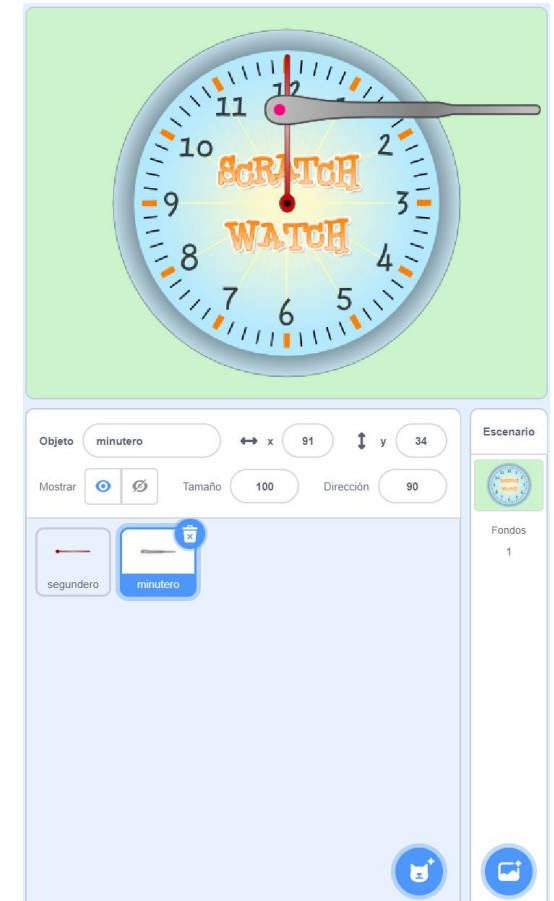 12
11
1
10
2
SCRATCH
9
3
WATCH
8
4
7
5
6
Objeto minutero x 91 y 34
Mostrar Tamaño 100 Dirección 90
segundero
minutero
Escenario
Fondos
1